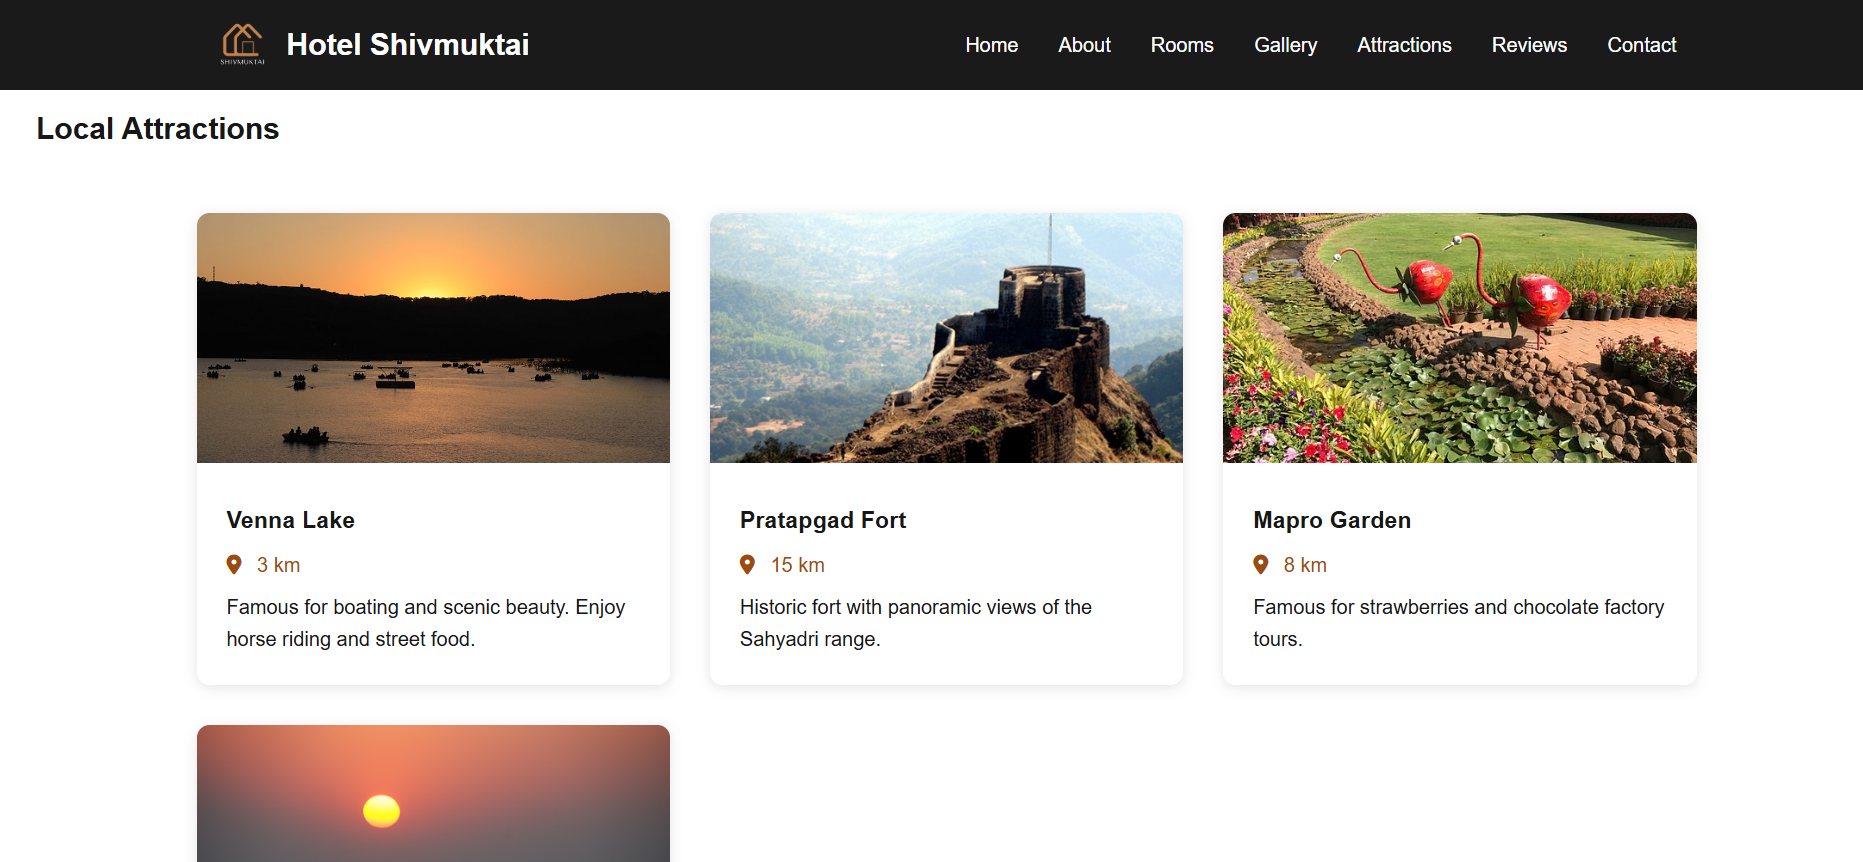 SHIVMUKTAI
Hotel Shivmuktai
Home
About
Rooms
Gallery
Attractions
Reviews
Contact
Local Attractions
Venna Lake
3 km
Famous for boating and scenic beauty. Enjoy
horse riding and street food.
Pratapgad Fort
15 km
Historic fort with panoramic views of the
Sahyadri range.
Mapro Garden
8 km
Famous for strawberries and chocolate factory
tours.